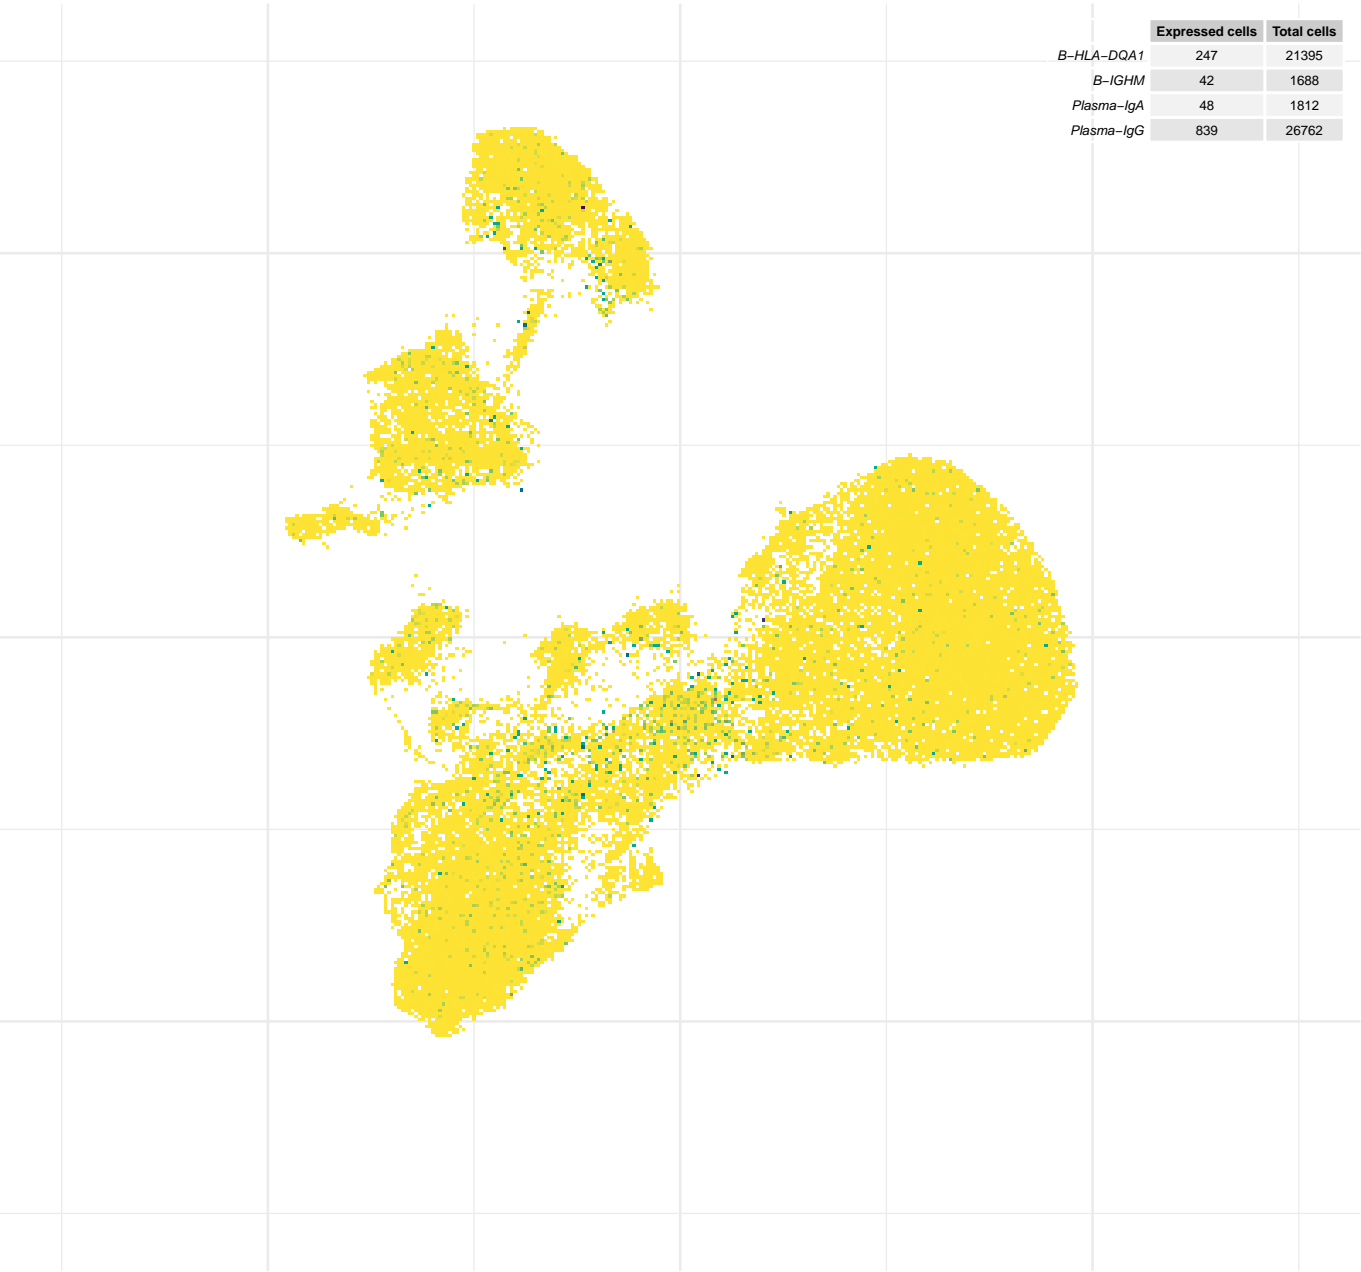 Expressed cells Total cells
B−HLA−DQA1 247 21395
B−IGHM 42 1688
Plasma−IgA 48 1812
Plasma−IgG 839 26762